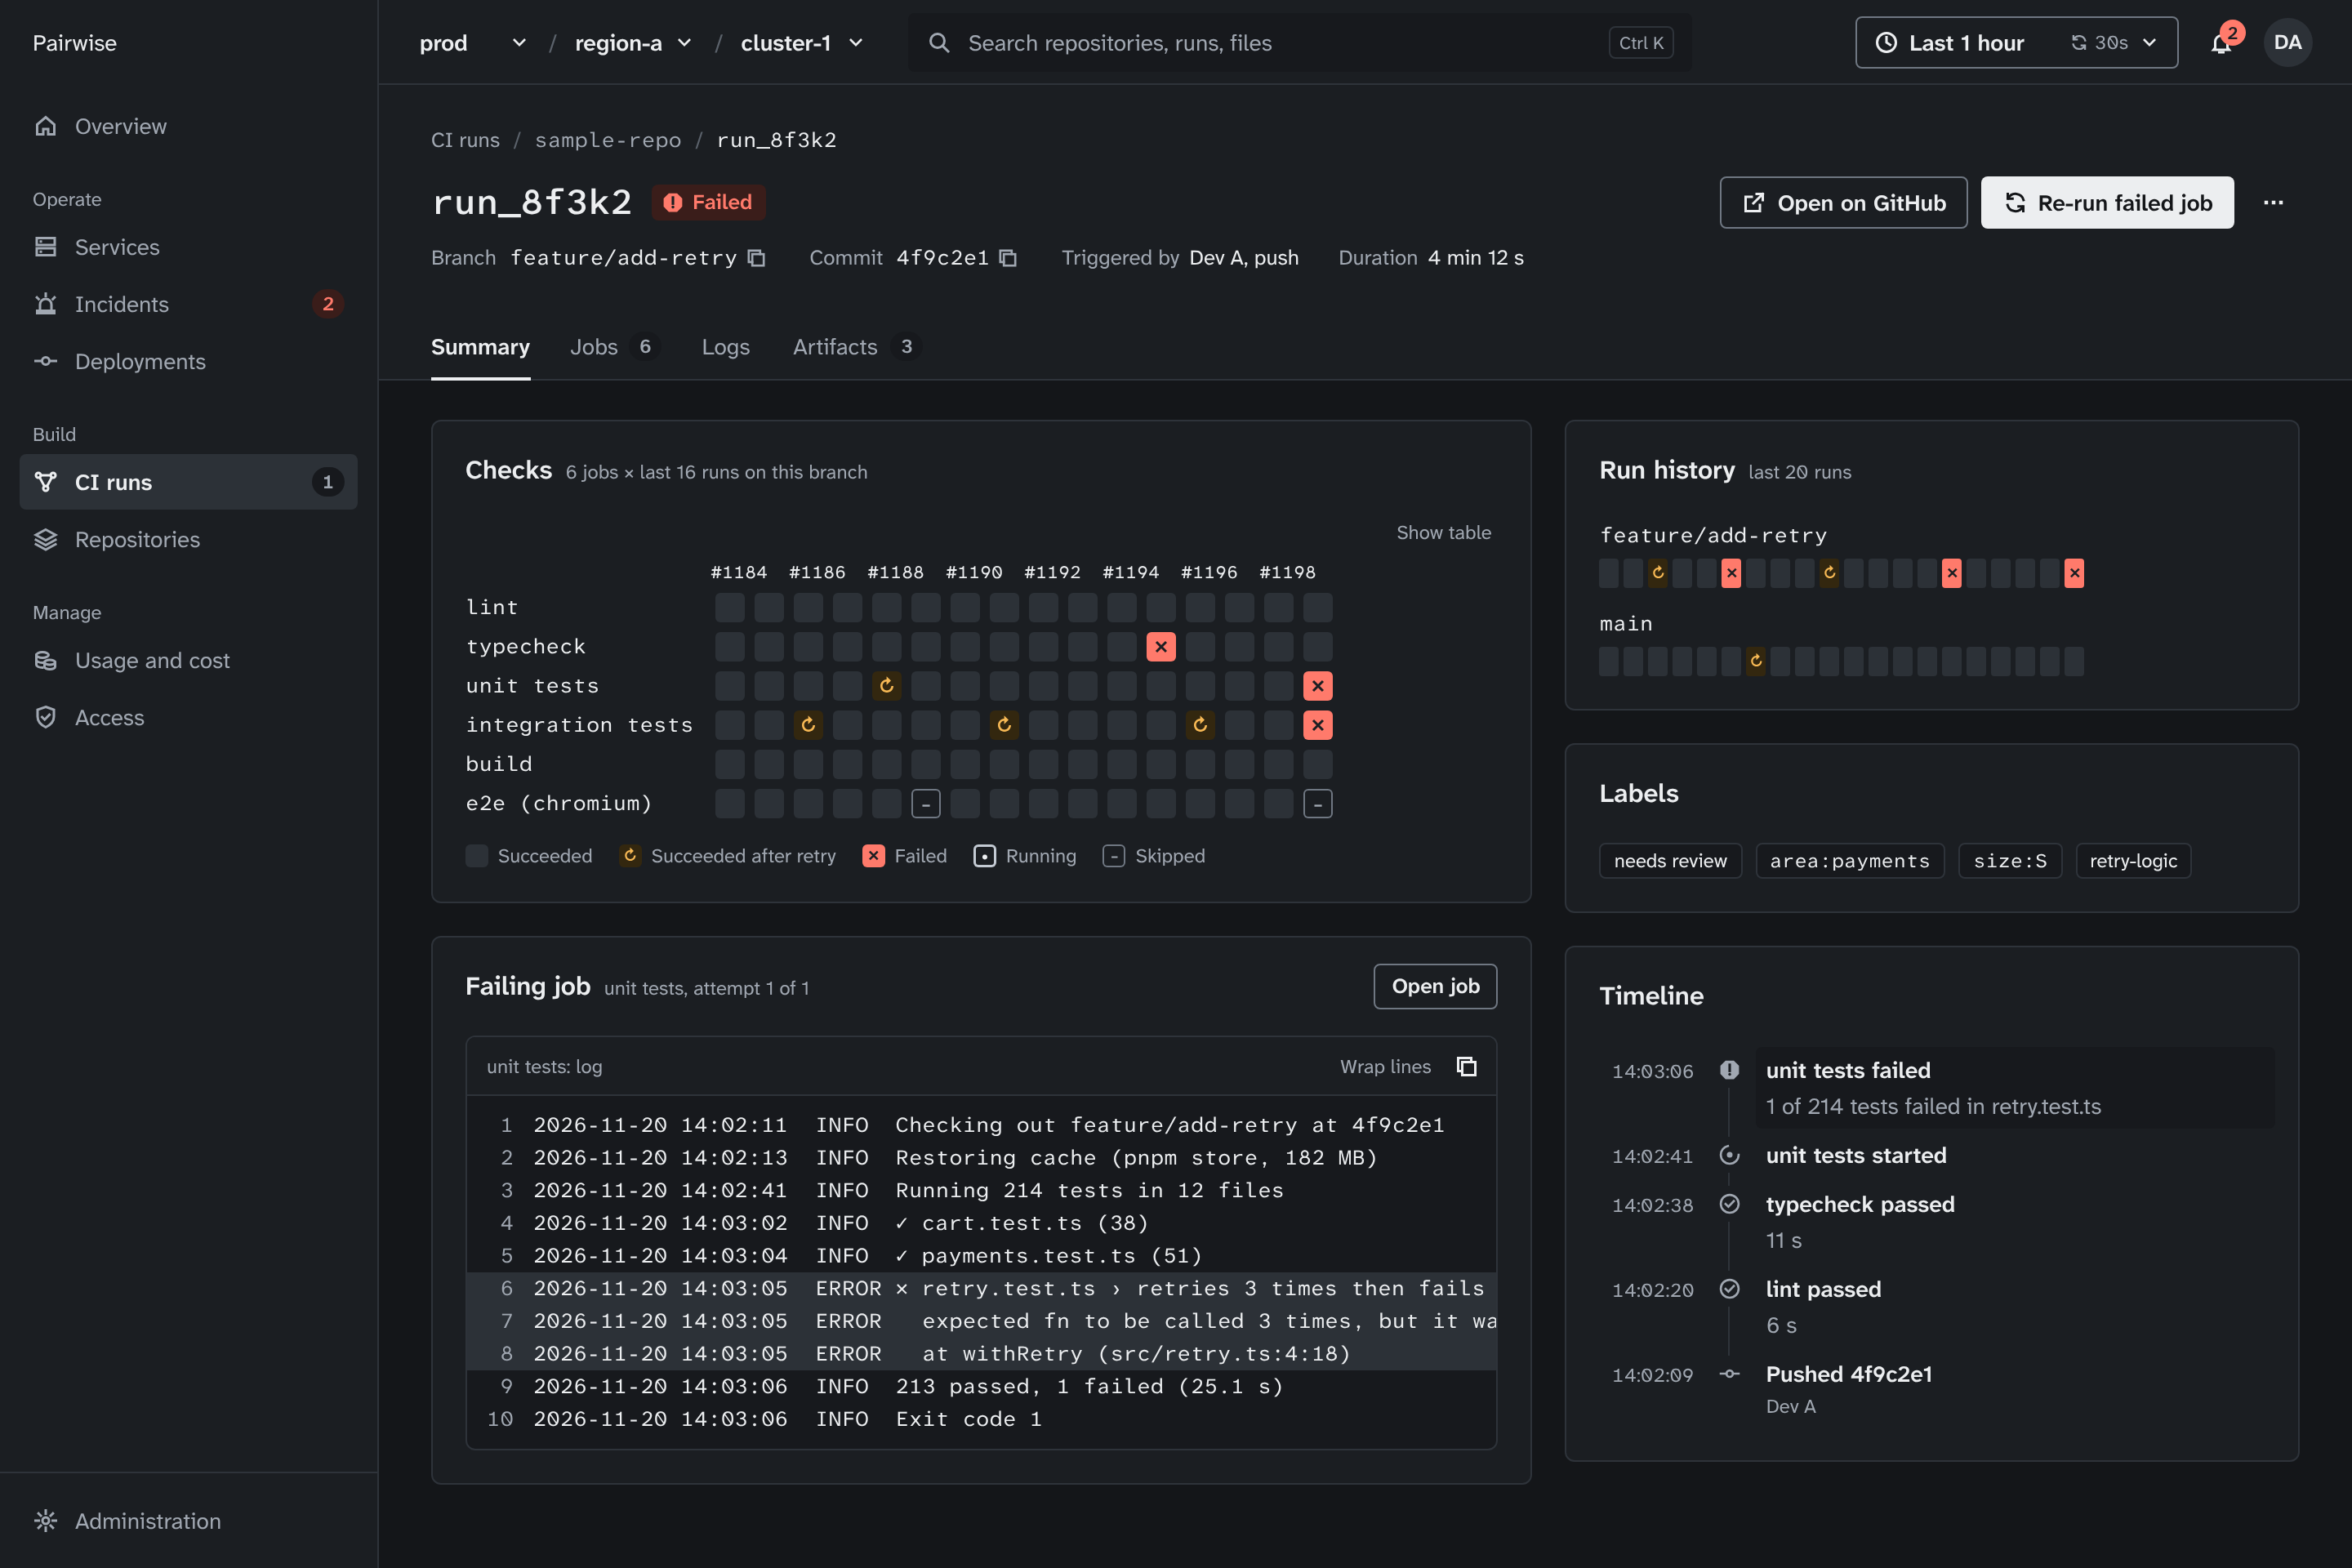 Pairwise
prod / region-a / cluster-1
Search repositories, runs, files Ctrl K
Last 1 hour 30s
2
DA
Overview
Operate
Services
Incidents 2
Deployments
Build
CI runs 1
Repositories
Manage
Usage and cost
Access
Administration
CI runs / sample-repo / run_8f3k2
run_8f3k2 Failed
Open on GitHub
Re-run failed job
Branch feature/add-retry Commit 4f9c2e1 Triggered by Dev A, push Duration 4 min 12 s
Summary Jobs 6 Logs Artifacts 3
Checks 6 jobs × last 16 runs on this branch
Show table
#1184 #1186 #1188 #1190 #1192 #1194 #1196 #1198
lint
typecheck
unit tests
integration tests
build
e2e (chromium)
Succeeded Succeeded after retry Failed Running Skipped
Failing job unit tests, attempt 1 of 1
Open job
unit tests: log Wrap lines
1 2026-11-20 14:02:11 INFO Checking out feature/add-retry at 4f9c2e1
2 2026-11-20 14:02:13 INFO Restoring cache (pnpm store, 182 MB)
3 2026-11-20 14:02:41 INFO Running 214 tests in 12 files
4 2026-11-20 14:03:02 INFO ✓ cart.test.ts (38)
5 2026-11-20 14:03:04 INFO ✓ payments.test.ts (51)
6 2026-11-20 14:03:05 ERROR × retry.test.ts › retries 3 times then fails
7 2026-11-20 14:03:05 ERROR expected fn to be called 3 times, but it wa
8 2026-11-20 14:03:05 ERROR at withRetry (src/retry.ts:4:18)
9 2026-11-20 14:03:06 INFO 213 passed, 1 failed (25.1 s)
10 2026-11-20 14:03:06 INFO Exit code 1
Run history last 20 runs
feature/add-retry
main
Labels
needs review area:payments size:S retry-logic
Timeline
14:03:06 unit tests failed
1 of 214 tests failed in retry.test.ts
14:02:41 unit tests started
14:02:38 typecheck passed
11 s
14:02:20 lint passed
6 s
14:02:09 Pushed 4f9c2e1
Dev A